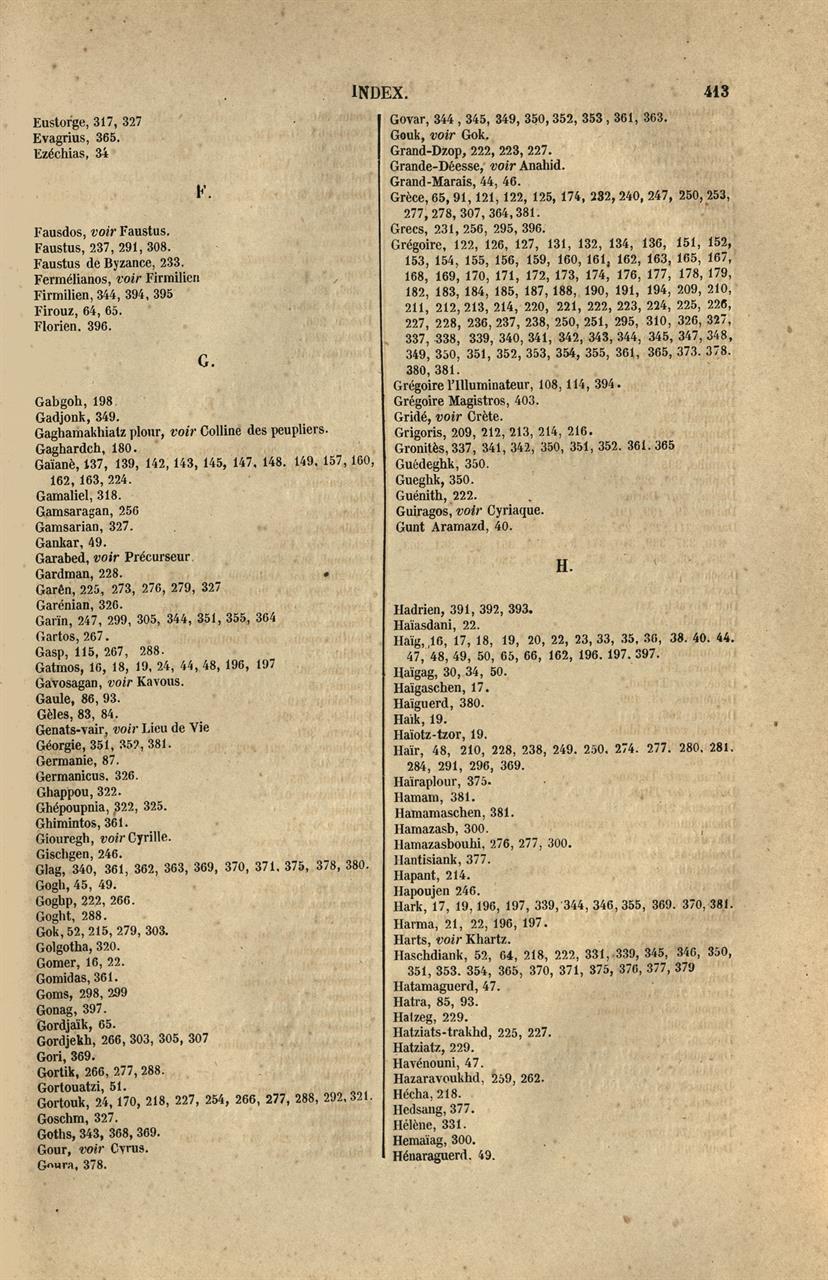 INDEX.
413
Eustorge, 317, 327
Evagrius, 365.
Ezéchias, 34
F.
Fausdos, voir Faustus.
Faustus, 237, 291, 308.
Faustus de Byzance, 233.
Fermélianos, voir Firmilien
Firmilien, 344, 394, 395
Firouz, 64, 65.
Florien. 396.
G.
Gabgoh, 198
Gadjonk, 349.
Gaghamakhiatz plour, voir Colline des peupliers.
Gaghardch, 180.
Gaïanè, 137, 139, 142, 143, 145, 147. 148. 149. 157, 160,
162, 163, 224.
Gamaliel, 318.
Gamsaragan, 256
Gamsarian, 327.
Gankar, 49.
Garabed, voir Précurseur
Gardman, 228.
Garên, 225, 273, 276, 279, 327
Garénian, 326.
Garïn, 247, 299, 305, 344, 351, 355, 364
Gartos, 267.
Gasp, 115, 267, 288.
Gatmos, 16, 18, 19, 24, 44, 48, 196, 197
Gavosagan, voir Kavous.
Gaule, 86, 93.
Gèles, 83, 84.
Genats-vair, voir Lieu de Vie
Géorgie, 351, 352, 381.
Germanie, 87.
Germanicus. 326.
Ghappou, 322.
Ghépoupnia, 322, 325.
Ghimintos, 361.
Giouregh, voir Cyrille.
Gischgen, 246.
Glag, 340, 361, 362, 363, 369, 370, 371. 375, 378, 380.
Gogh, 45, 49.
Goghp, 222, 266.
Goght, 288.
Gok, 52, 215, 279, 303.
Golgotha, 320.
Gomer, 16, 22.
Gomidas, 361.
Goms, 298, 299
Gonag, 397.
Gordjaïk, 65.
Gordjekh, 266, 303, 305, 307
Gori, 369.
Gortik, 266, 277, 288.
Gortouatzi, 51.
Gortouk, 24, 170, 218, 227, 254, 266, 277, 288, 292, 321.
Goschm, 327.
Goths, 343, 368, 369.
Gour, voir Cyrus.
Goura, 378.
Govar, 344 , 345, 349, 350, 352, 353 , 361, 363.
Gouk, voir Gok.
Grand-Dzop, 222, 223, 227.
Grande-Déesse, voir Anahid.
Grand-Marais, 44, 46.
Grèce, 65, 91, 121, 122, 125, 174, 232, 240, 247, 250, 253,
277, 278, 307, 364, 381.
Grecs, 231, 256, 295, 396.
Grégoire, 122, 126, 127, 131, 132, 134, 136, 151, 152,
153, 154, 155, 156, 159, 160, 161, 162, 163, 165, 167,
168, 169, 170, 171, 172, 173, 174, 176, 177, 178, 179,
182, 183, 184, 185, 187, 188, 190, 191, 194, 209, 210,
211, 212, 213, 214, 220, 221, 222, 223, 224, 225, 226,
227, 228, 236, 237, 238, 250, 251, 295, 310, 326, 327,
337, 338, 339, 340, 341, 342, 343, 344, 345, 347, 348,
349, 350, 351, 352, 353, 354, 355, 361, 365, 373. 378.
380, 381.
Grégoire l'Illuminateur, 108, 114, 394.
Grégoire Magistros, 403.
Gridé, voir Crète.
Grigoris, 209, 212, 213, 214, 216.
Gronitès, 337, 341, 342, 350, 351, 352. 361. 365
Guédeghk, 350.
Gueghk, 350.
Guénith, 222.
Guiragos, voir Cyriaque.
Gunt Aramazd, 40.
H.
Hadrien, 391, 392, 393.
Haïasdani, 22.
Haïg, 16, 17, 18, 19, 20, 22, 23, 33, 35, 36, 38. 40. 44.
47, 48, 49, 50, 65, 66, 162, 196. 197. 397.
Haïgag, 30, 34, 50.
Haïgaschen, 17.
Haïguerd, 380.
Haïk, 19.
Haïotz-tzor, 19.
Haïr, 48, 210, 228, 238, 249. 250. 274. 277. 280. 281.
284, 291, 296, 369.
Haïraplour, 375.
Hamam, 381.
Hamamaschen, 381.
Hamazasb, 300.
Hamazasbouhi, 276, 277, 300.
Hantisiank, 377.
Hapant, 214.
Hapoujen 246.
Hark, 17, 19, 196, 197, 339, 344, 346, 355, 369. 370, 381.
Harma, 21, 22, 196, 197.
Harts, voir Khartz.
Haschdiank, 52, 64, 218, 222, 331, 339, 345, 346, 350,
351, 353. 354, 365, 370, 371, 375, 376, 377, 379
Hatamaguerd, 47.
Hatra, 85, 93.
Hatzeg, 229.
Hatziats-trakhd, 225, 227.
Hatziatz, 229.
Havénouni, 47.
Hazaravoukhd, 259, 262.
Hécha, 218.
Hedsang, 377.
Hélène, 331.
Hemaïag, 300.
Hénaraguerd. 49.